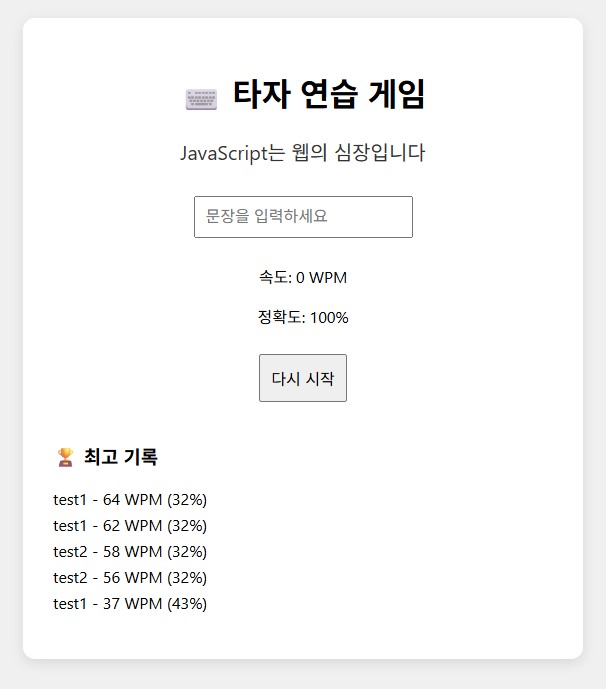 ⌨️ 타자 연습 게임
JavaScript는 웹의 심장입니다
문장을 입력하세요
속도: 0 WPM
정확도: 100%
다시 시작
🏆 최고 기록
test1 - 64 WPM (32%)
test1 - 62 WPM (32%)
test2 - 58 WPM (32%)
test2 - 56 WPM (32%)
test1 - 37 WPM (43%)